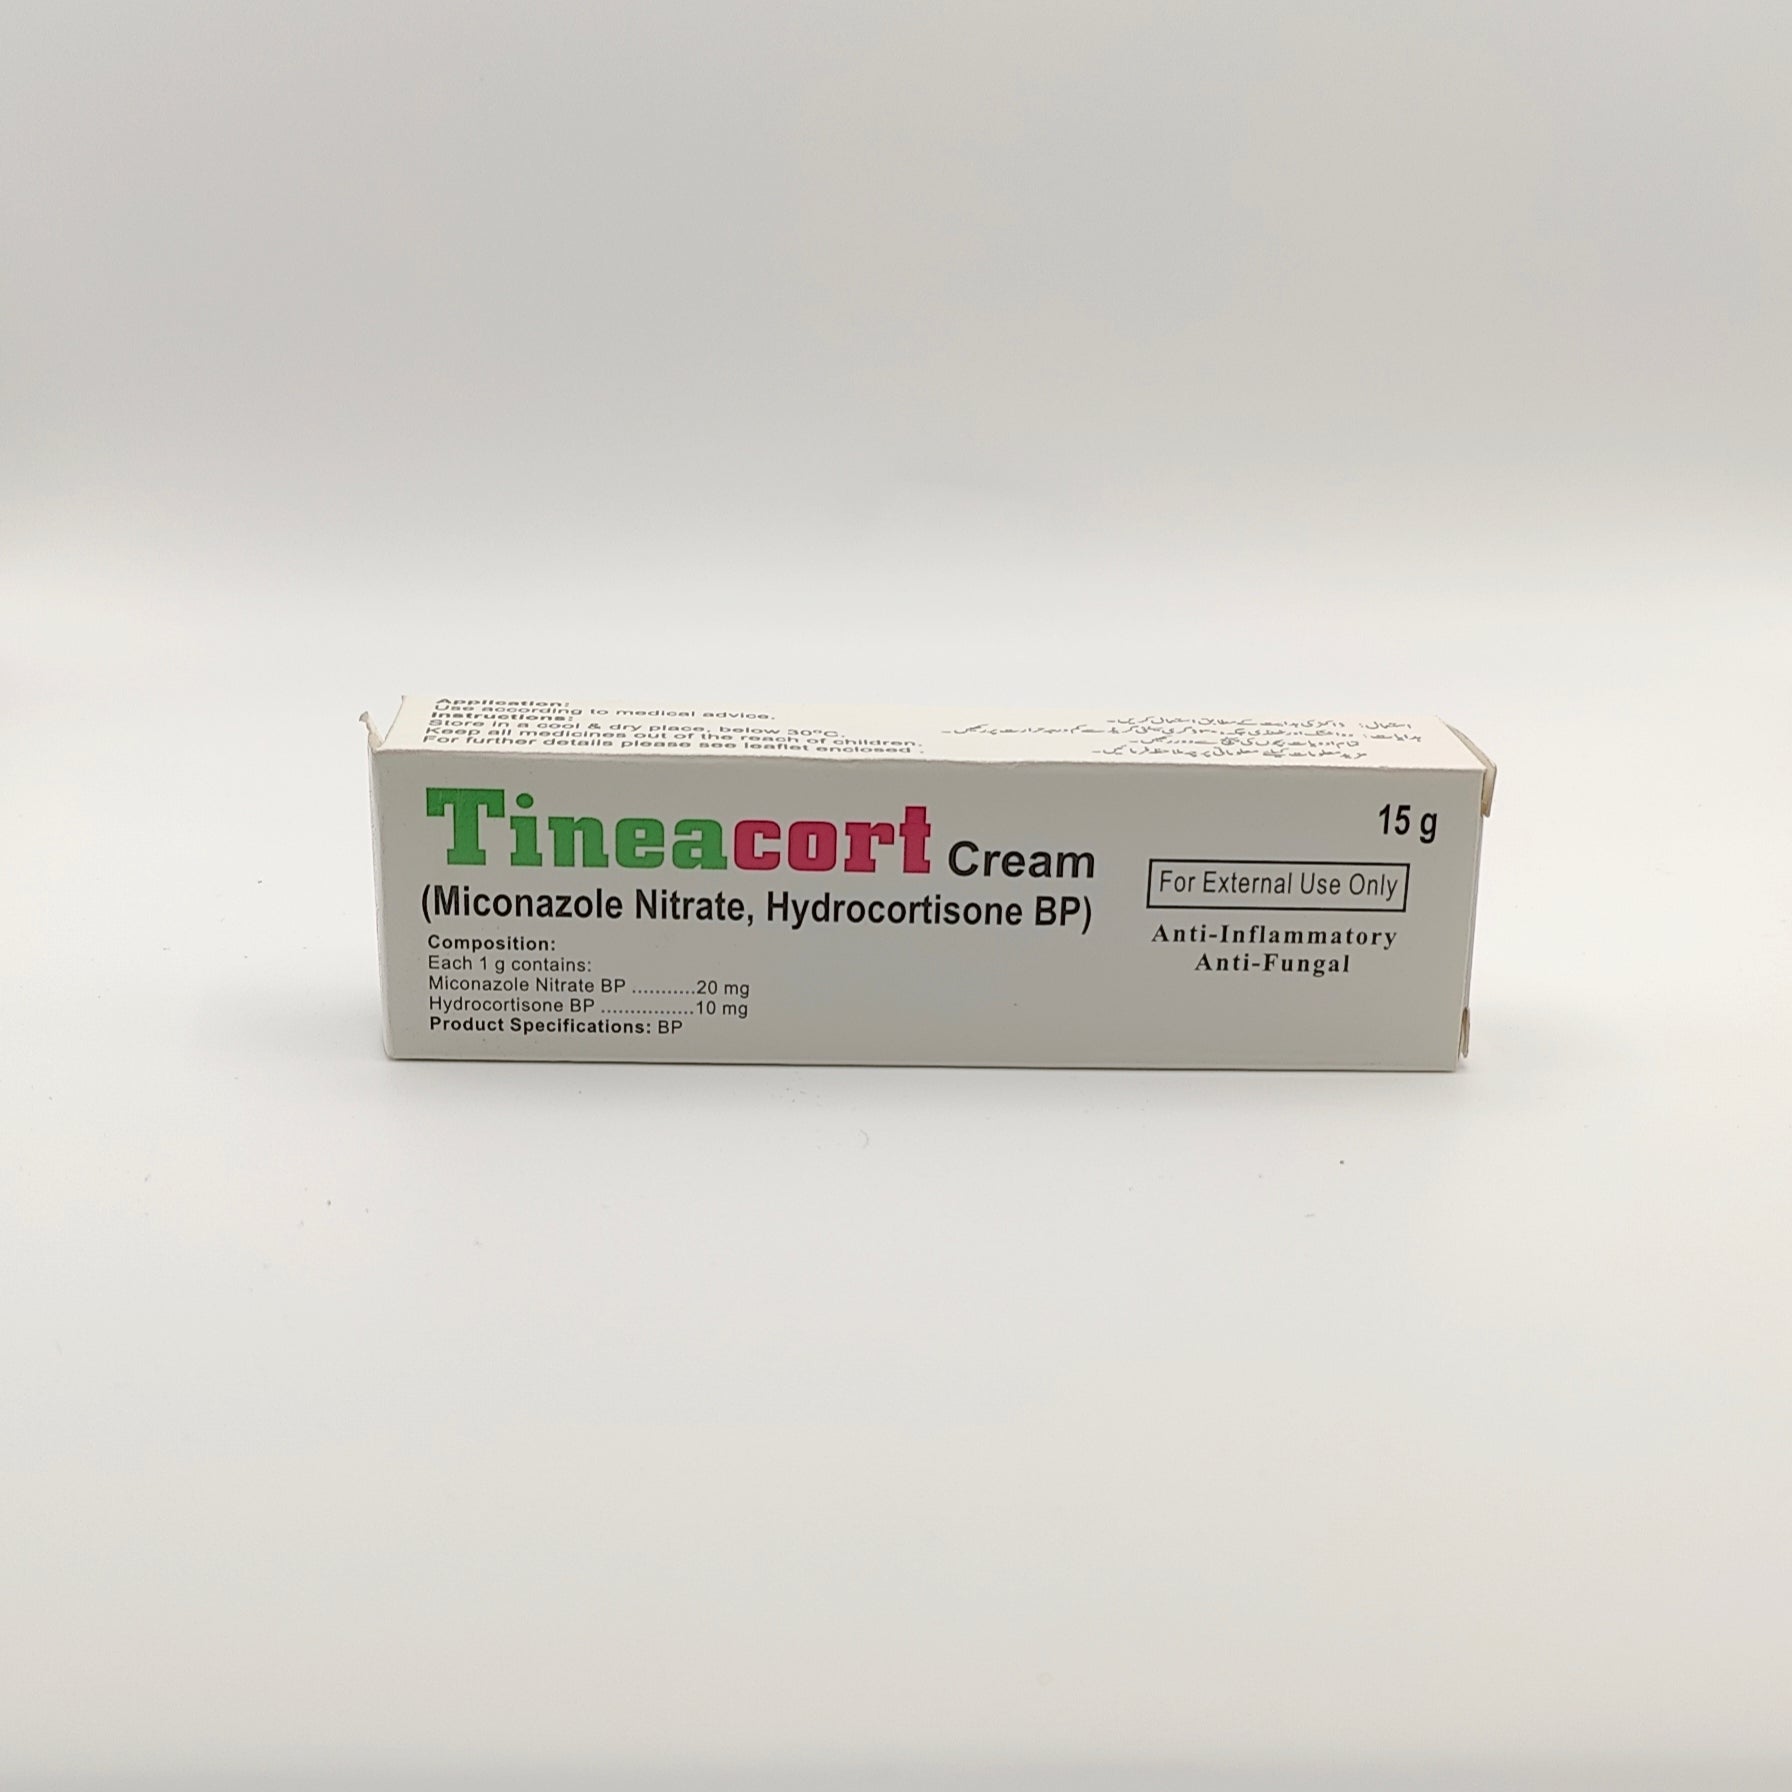 Application:
Use according to medical advice.
Instructions:
Store in a cool & dry place, below 30°C.
Keep all medicines out of the reach of children.
For further details please see leaflet enclosed.
Tineacort Cream
15 g
(Miconazole Nitrate, Hydrocortisone BP)
For External Use Only
Anti-Inflammatory
Anti-Fungal
Composition:
Each 1 g contains:
Miconazole Nitrate BP ...........20 mg
Hydrocortisone BP ................10 mg
Product Specifications: BP